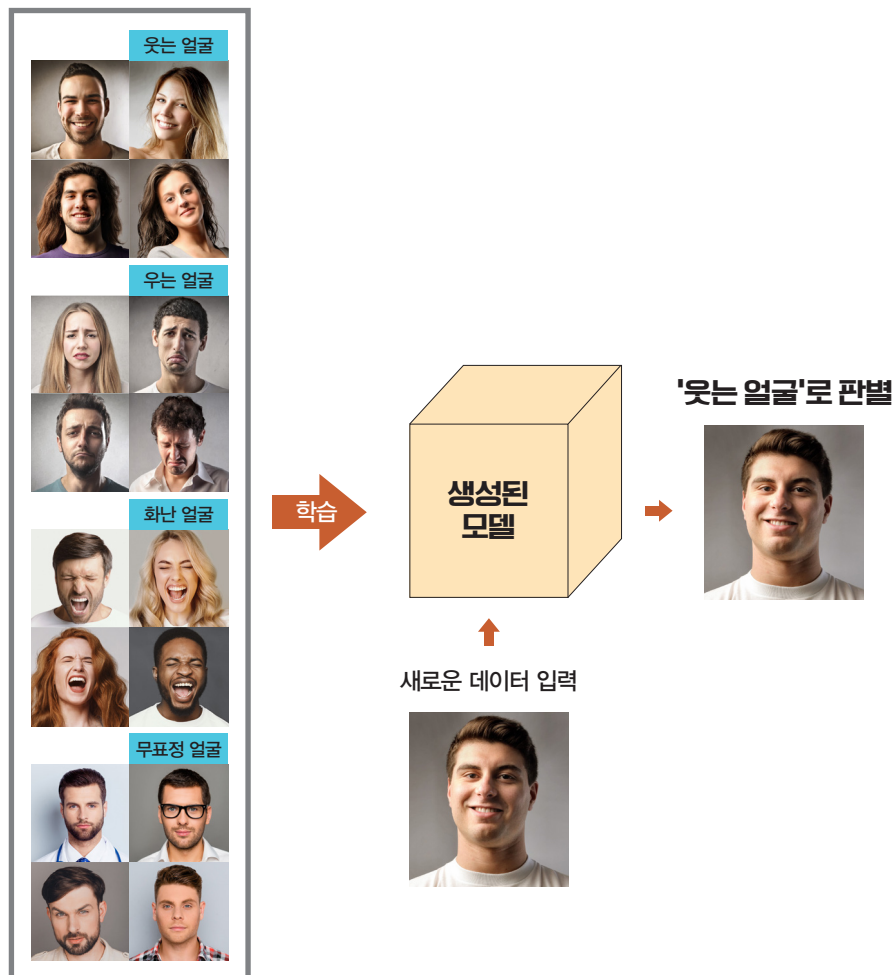 웃는 얼굴
우는 얼굴
화난 얼굴
무표정 얼굴
학습
생성된
모델
새로운 데이터 입력
'웃는 얼굴'로 판별